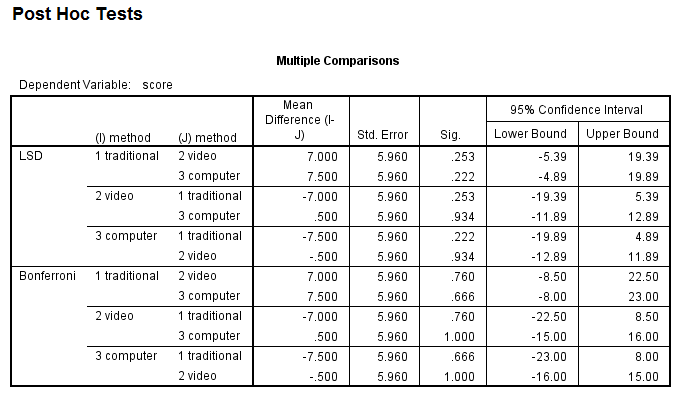 Post Hoc Tests
Multiple Comparisons
Dependent Variable: score
(I) method (J) method Mean Difference (I-J) Std. Error Sig. 95% Confidence Interval
Lower Bound Upper Bound
LSD 1 traditional 2 video 7.000 5.960 .253 -5.39 19.39
3 computer 7.500 5.960 .222 -4.89 19.89
2 video 1 traditional -7.000 5.960 .253 -19.39 5.39
3 computer .500 5.960 .934 -11.89 12.89
3 computer 1 traditional -7.500 5.960 .222 -19.89 4.89
2 video -.500 5.960 .934 -12.89 11.89
Bonferroni 1 traditional 2 video 7.000 5.960 .760 -8.50 22.50
3 computer 7.500 5.960 .666 -8.00 23.00
2 video 1 traditional -7.000 5.960 .760 -22.50 8.50
3 computer .500 5.960 1.000 -15.00 16.00
3 computer 1 traditional -7.500 5.960 .666 -23.00 8.00
2 video -.500 5.960 1.000 -16.00 15.00